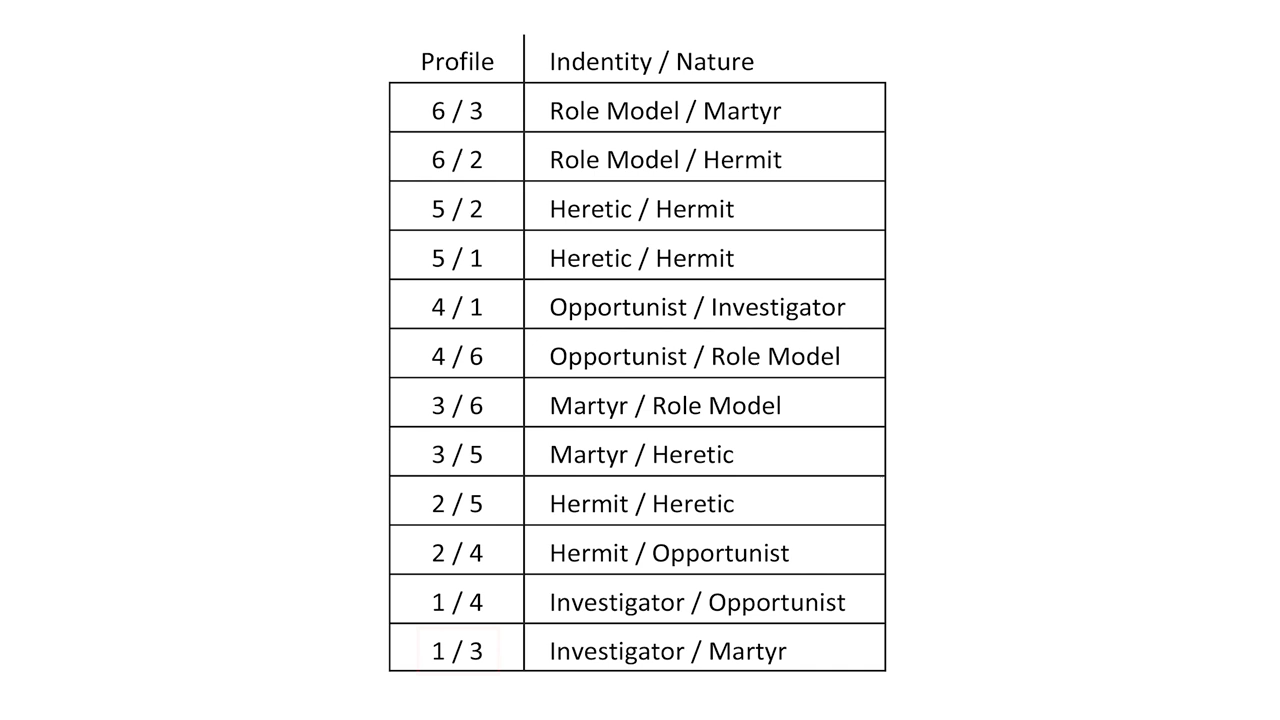 Profile Indentity / Nature
6 / 3 Role Model / Martyr
6 / 2 Role Model / Hermit
5 / 2 Heretic / Hermit
5 / 1 Heretic / Hermit
4 / 1 Opportunist / Investigator
4 / 6 Opportunist / Role Model
3 / 6 Martyr / Role Model
3 / 5 Martyr / Heretic
2 / 5 Hermit / Heretic
2 / 4 Hermit / Opportunist
1 / 4 Investigator / Opportunist
1 / 3 Investigator / Martyr